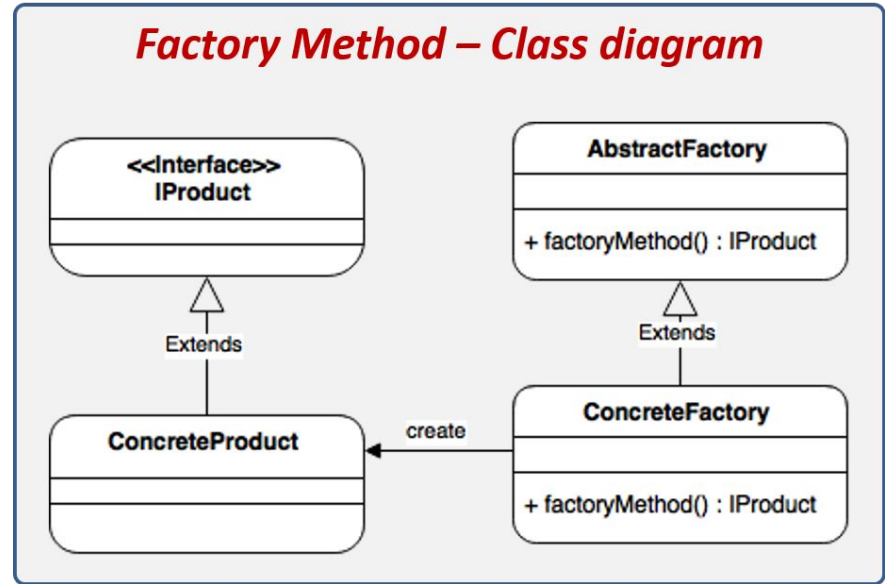 Factory Method – Class diagram
<<Interface>>
IProduct
Extends
ConcreteProduct
create
AbstractFactory
+ factoryMethod() : IProduct
Extends
ConcreteFactory
+ factoryMethod() : IProduct